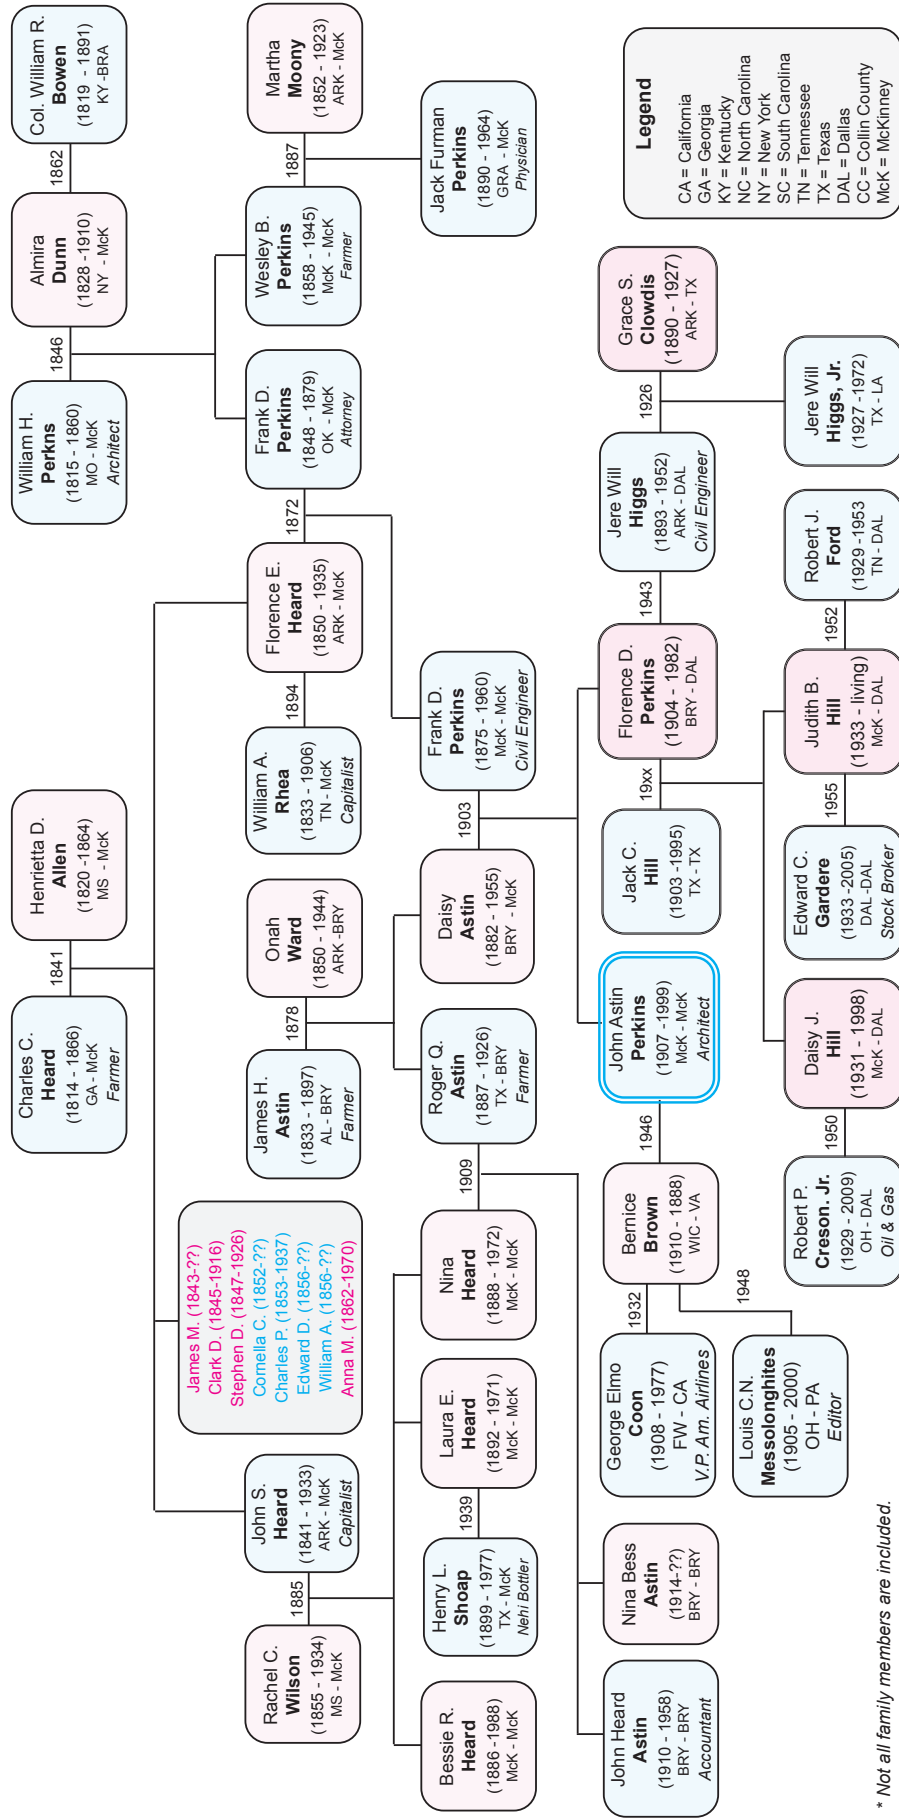 Charles C.
Heard
(1814 - 1866)
GA - McK
Farmer
1841
Henrietta D.
Allen
(1820 -1864)
MS - McK
William H.
Perkns
(1815 - 1860)
MO - McK
Architect
1846
Almira
Dunn
(1828 -1910)
NY - McK
1862
Col. William R.
Bowen
(1819 - 1891)
KY -BRA
James M. (1843-??)
Clark D. (1845-1916)
Stephen D. (1847-1926)
Cornella C. (1852-??)
Charles P. (1853-1937)
Edward D. (1856-??)
William A. (1856-??)
Anna M. (1862-1970)
Rachel C.
Wilson
(1855 - 1934)
MS - McK
1885
John S.
Heard
(1841 - 1933)
ARK - McK
Capitalist
James H.
Astin
(1833 - 1897)
AL - BRY
Farmer
1878
Onah
Ward
(1850 - 1944)
ARK -BRY
William A.
Rhea
(1833 - 1906)
TN - McK
Capitalist
1894
Florence E.
Heard
(1850 - 1935)
ARK - McK
1872
Frank D.
Perkins
(1848 - 1879)
OK - McK
Attorney
Wesley B.
Perkins
(1858 - 1945)
McK - McK
Farmer
1887
Martha
Moony
(1852 - 1923)
ARK - McK
Bessie R.
Heard
(1886 -1988)
McK - McK
Henry L.
Shoap
(1899 - 1977)
TX - McK
Nehi Bottler
1939
Laura E.
Heard
(1892 - 1971)
McK - McK
Nina
Heard
(1888 - 1972)
McK - McK
1909
Roger Q.
Astin
(1887 - 1926)
TX - BRY
Farmer
Daisy
Astin
(1882 - 1955)
BRY - McK
1903
Frank D.
Perkins
(1875 - 1960)
McK - McK
Civil Engineer
Jack Furman
Perkins
(1890 - 1964)
GRA - McK
Physician
John Heard
Astin
(1910 - 1958)
BRY - BRY
Accountant
Nina Bess
Astin
(1914-??)
BRY - BRY
George Elmo
Coon
(1908 - 1977)
FW - CA
V.P. Am. Airlines
1932
Bernice
Brown
(1910 - 1888)
WIC - VA
1946
John Astin
Perkins
(1907 -1999)
McK - McK
Architect
Jack C.
Hill
(1903 -1995)
TX - TX
19xx
Florence D.
Perkins
(1904 - 1982)
BRY - DAL
1943
Jere Will
Higgs
(1893 - 1952)
ARK - DAL
Civil Engineer
1926
Grace S.
Clowdis
(1890 - 1927)
ARK - TX
Louis C.N.
Messolonghites
(1905 - 2000)
OH - PA
Editor
1948
Robert P.
Creson. Jr.
(1929 - 2009)
OH - DAL
Oil & Gas
1950
Daisy J.
Hill
(1931 - 1998)
McK - DAL
Edward C.
Gardere
(1933 -2005)
DAL -DAL
Stock Broker
1955
Judith B.
Hill
(1933 - living)
McK - DAL
1952
Robert J.
Ford
(1929 -1953
TN - DAL
Jere Will
Higgs, Jr.
(1927 -1972)
TX - LA
Legend
CA = California
GA = Georgia
KY = Kentucky
NC = North Carolina
NY = New York
SC = South Carolina
TN = Tennessee
TX = Texas
DAL = Dallas
CC = Collin County
McK = McKinney
* Not all family members are included.